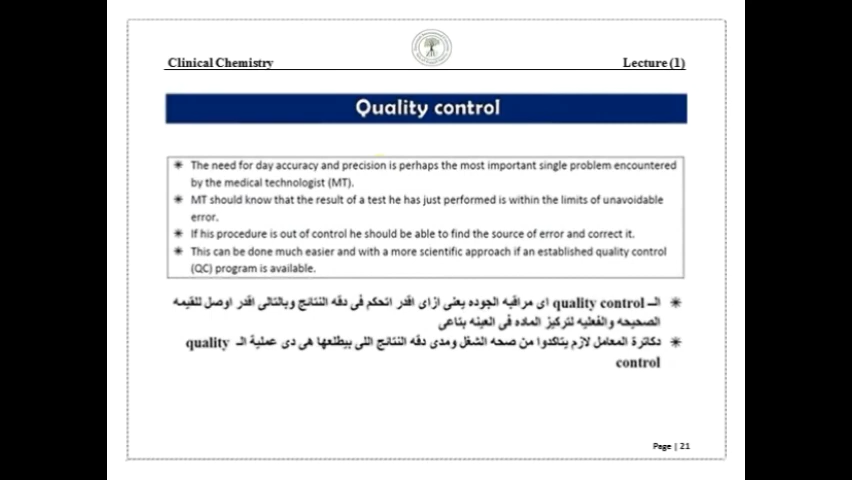 Clinical Chemistry
Lecture (1)
Quality control
✷ The need for day accuracy and precision is perhaps the most important single problem encountered
by the medical technologist (MT).
✷ MT should know that the result of a test he has just performed is within the limits of unavoidable
error.
✷ If his procedure is out of control he should be able to find the source of error and correct it.
✷ This can be done much easier and with a more scientific approach if an established quality control
(QC) program is available.
✷ الـ quality control اى مراقبه الجوده يعنى ازاى اقدر اتحكم فى دقه النتائج وبالتالى اقدر اوصل للقيمه
الصحيحه والفعليه لتركيز الماده فى العينه بتاعى
✷ دكاترة المعامل لازم يتاكدوا من صحه الشغل ومدى دقه النتائج اللى بيطلعها هى دى عملية الـ quality
control
Page | 21